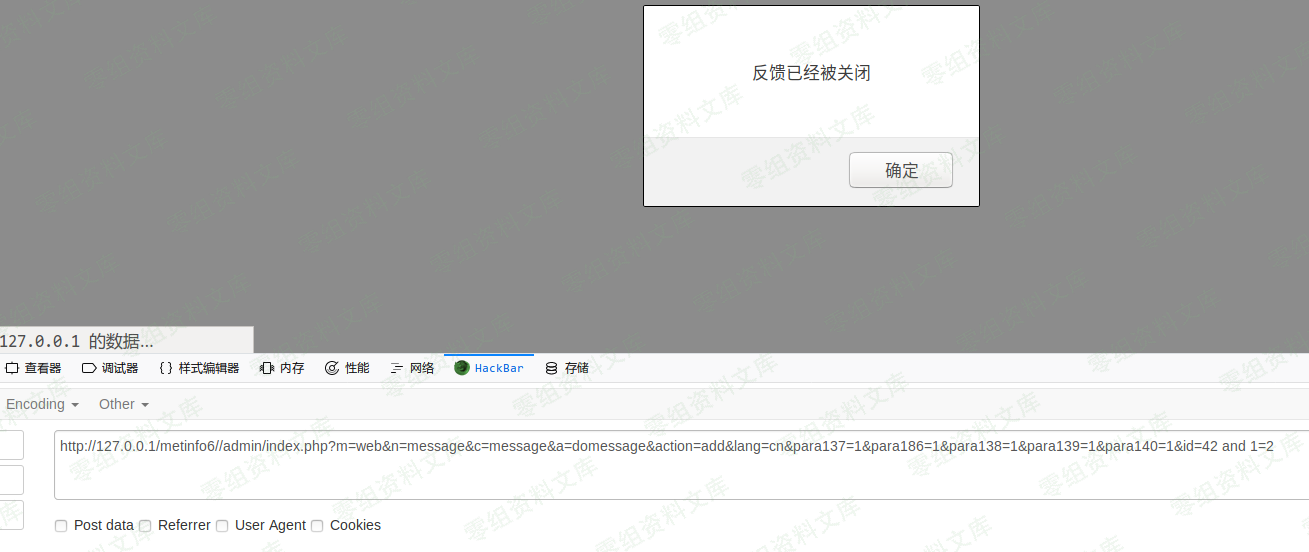 反馈已经被关闭
确定
127.0.0.1 的数据...
查看器 调试器 {} 样式编辑器 内存 性能 网络 HackBar 存储
Encoding Other
http://127.0.0.1/metinfo6//admin/index.php?m=web&n=message&c=message&a=domessage&action=add&lang=cn&para137=1&para186=1&para138=1&para139=1&para140=1&id=42 and 1=2
Post data Referrer User Agent Cookies
零组资料文库